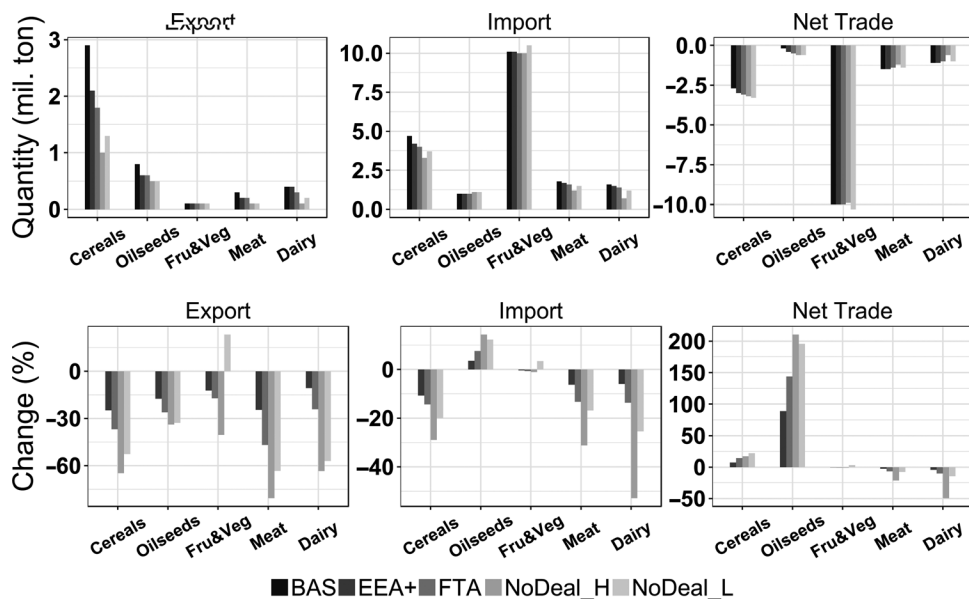 Export
Import
Net Trade
Quantity (mil. ton)
3
2
1
0
10.0
7.5
5.0
2.5
0.0
0.0
−2.5
−5.0
−7.5
−10.0
Cereals
Oilseeds
Fru&Veg
Meat
Dairy
Cereals
Oilseeds
Fru&Veg
Meat
Dairy
Cereals
Oilseeds
Fru&Veg
Meat
Dairy
Export
Import
Net Trade
Change (%)
0
−30
−60
0
−20
−40
200
150
100
50
0
−50
Cereals
Oilseeds
Fru&Veg
Meat
Dairy
Cereals
Oilseeds
Fru&Veg
Meat
Dairy
Cereals
Oilseeds
Fru&Veg
Meat
Dairy
BAS EEA+ FTA NoDeal_H NoDeal_L